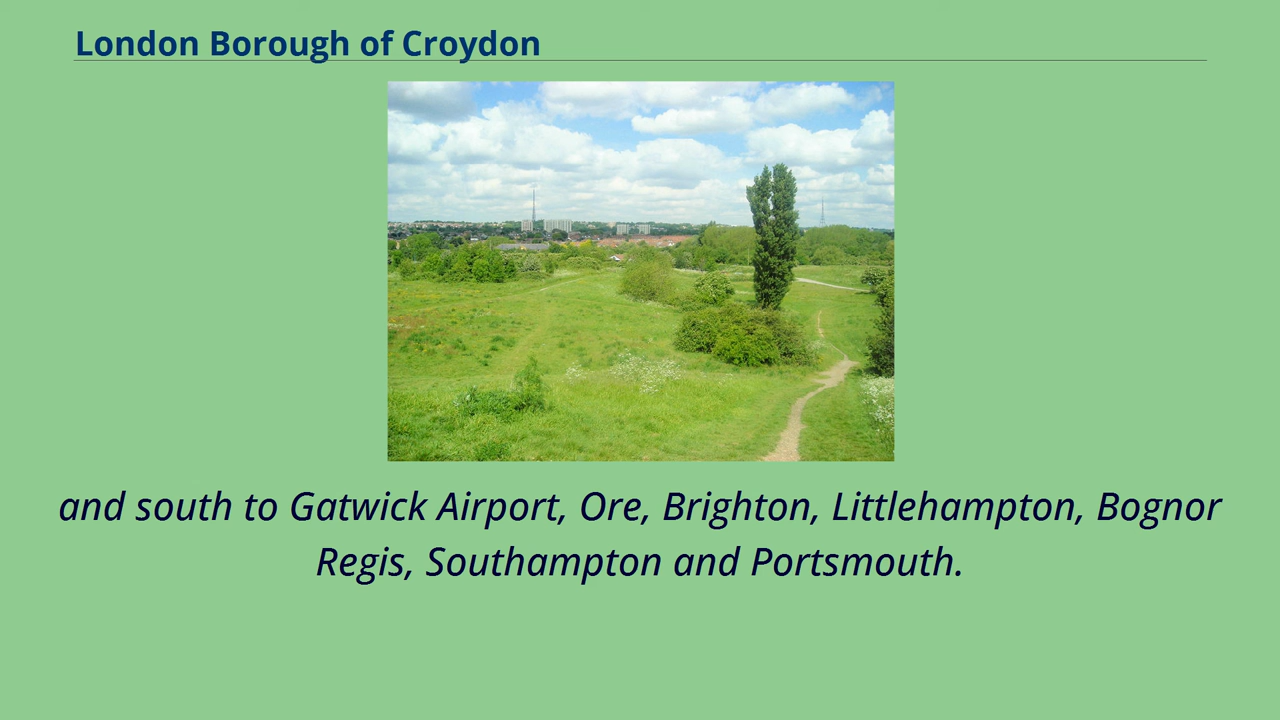 London Borough of Croydon
and south to Gatwick Airport, Ore, Brighton, Littlehampton, Bognor
Regis, Southampton and Portsmouth.